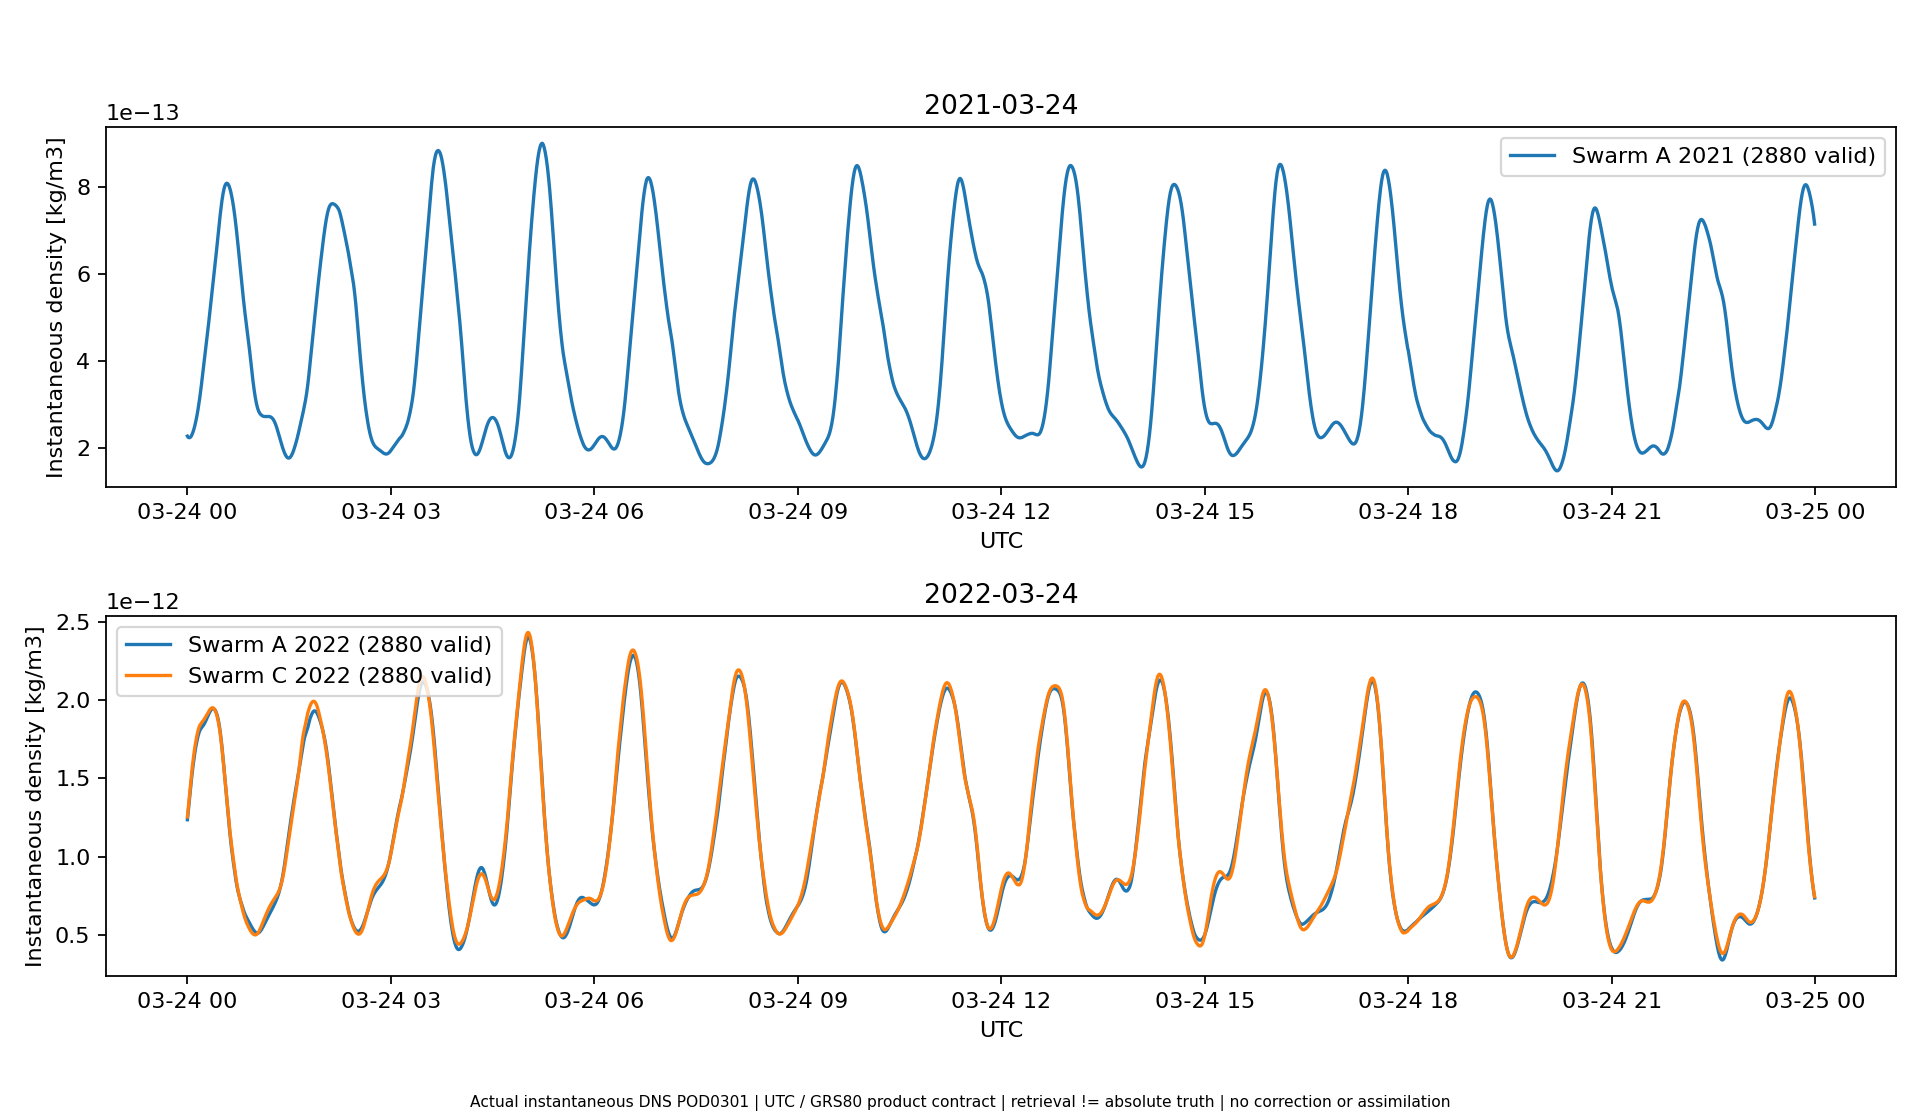 2021-03-24
1e−13
Instantaneous density [kg/m3]
8
6
4
2
Swarm A 2021 (2880 valid)
03-24 00 03-24 03 03-24 06 03-24 09 03-24 12 03-24 15 03-24 18 03-24 21 03-25 00
UTC
2022-03-24
1e−12
Instantaneous density [kg/m3]
2.5
2.0
1.5
1.0
0.5
Swarm A 2022 (2880 valid)
Swarm C 2022 (2880 valid)
03-24 00 03-24 03 03-24 06 03-24 09 03-24 12 03-24 15 03-24 18 03-24 21 03-25 00
UTC
Actual instantaneous DNS POD0301 | UTC / GRS80 product contract | retrieval != absolute truth | no correction or assimilation